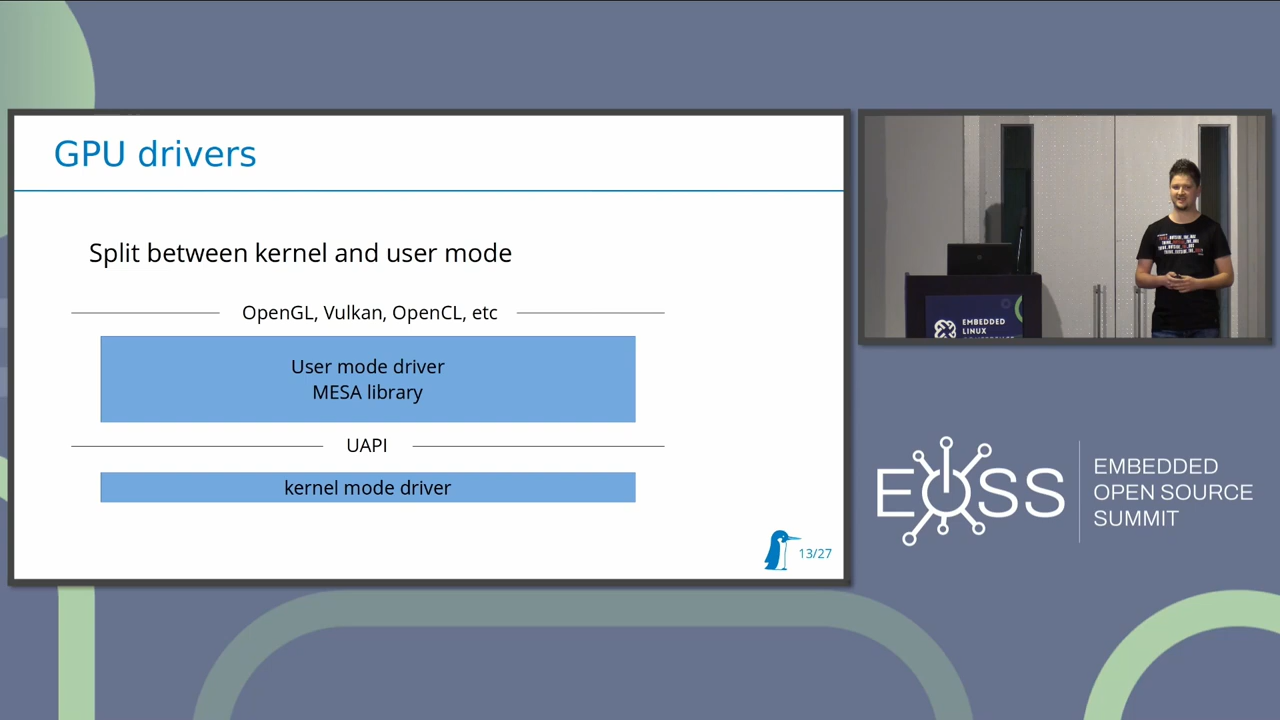 GPU drivers
Split between kernel and user mode
OpenGL, Vulkan, OpenCL, etc
User mode driver
MESA library
UAPI
kernel mode driver
13/27
EMBEDDED
LINUX
EOSS
EMBEDDED
OPEN SOURCE
SUMMIT